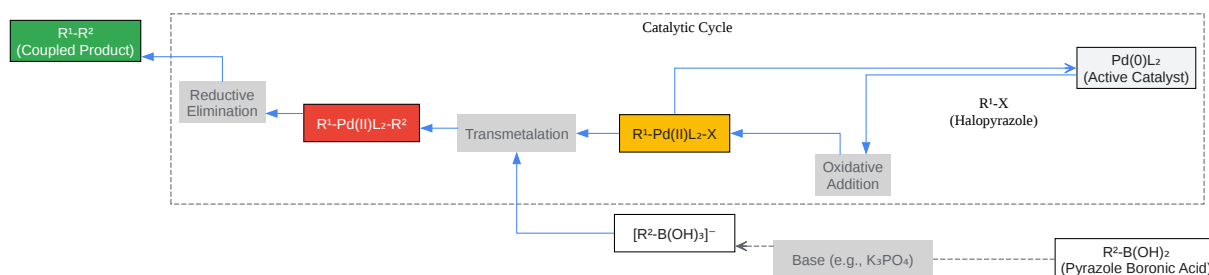 Catalytic Cycle
R¹-R²
(Coupled Product)
Pd(0)L₂
(Active Catalyst)
R¹-X
(Halopyrazole)
Reductive
Elimination
R¹-Pd(II)L₂-R²
Transmetalation
R¹-Pd(II)L₂-X
Oxidative
Addition
[R²-B(OH)₃]⁻
Base (e.g., K₃PO₄)
R²-B(OH)₂
(Pyrazole Boronic Acid)